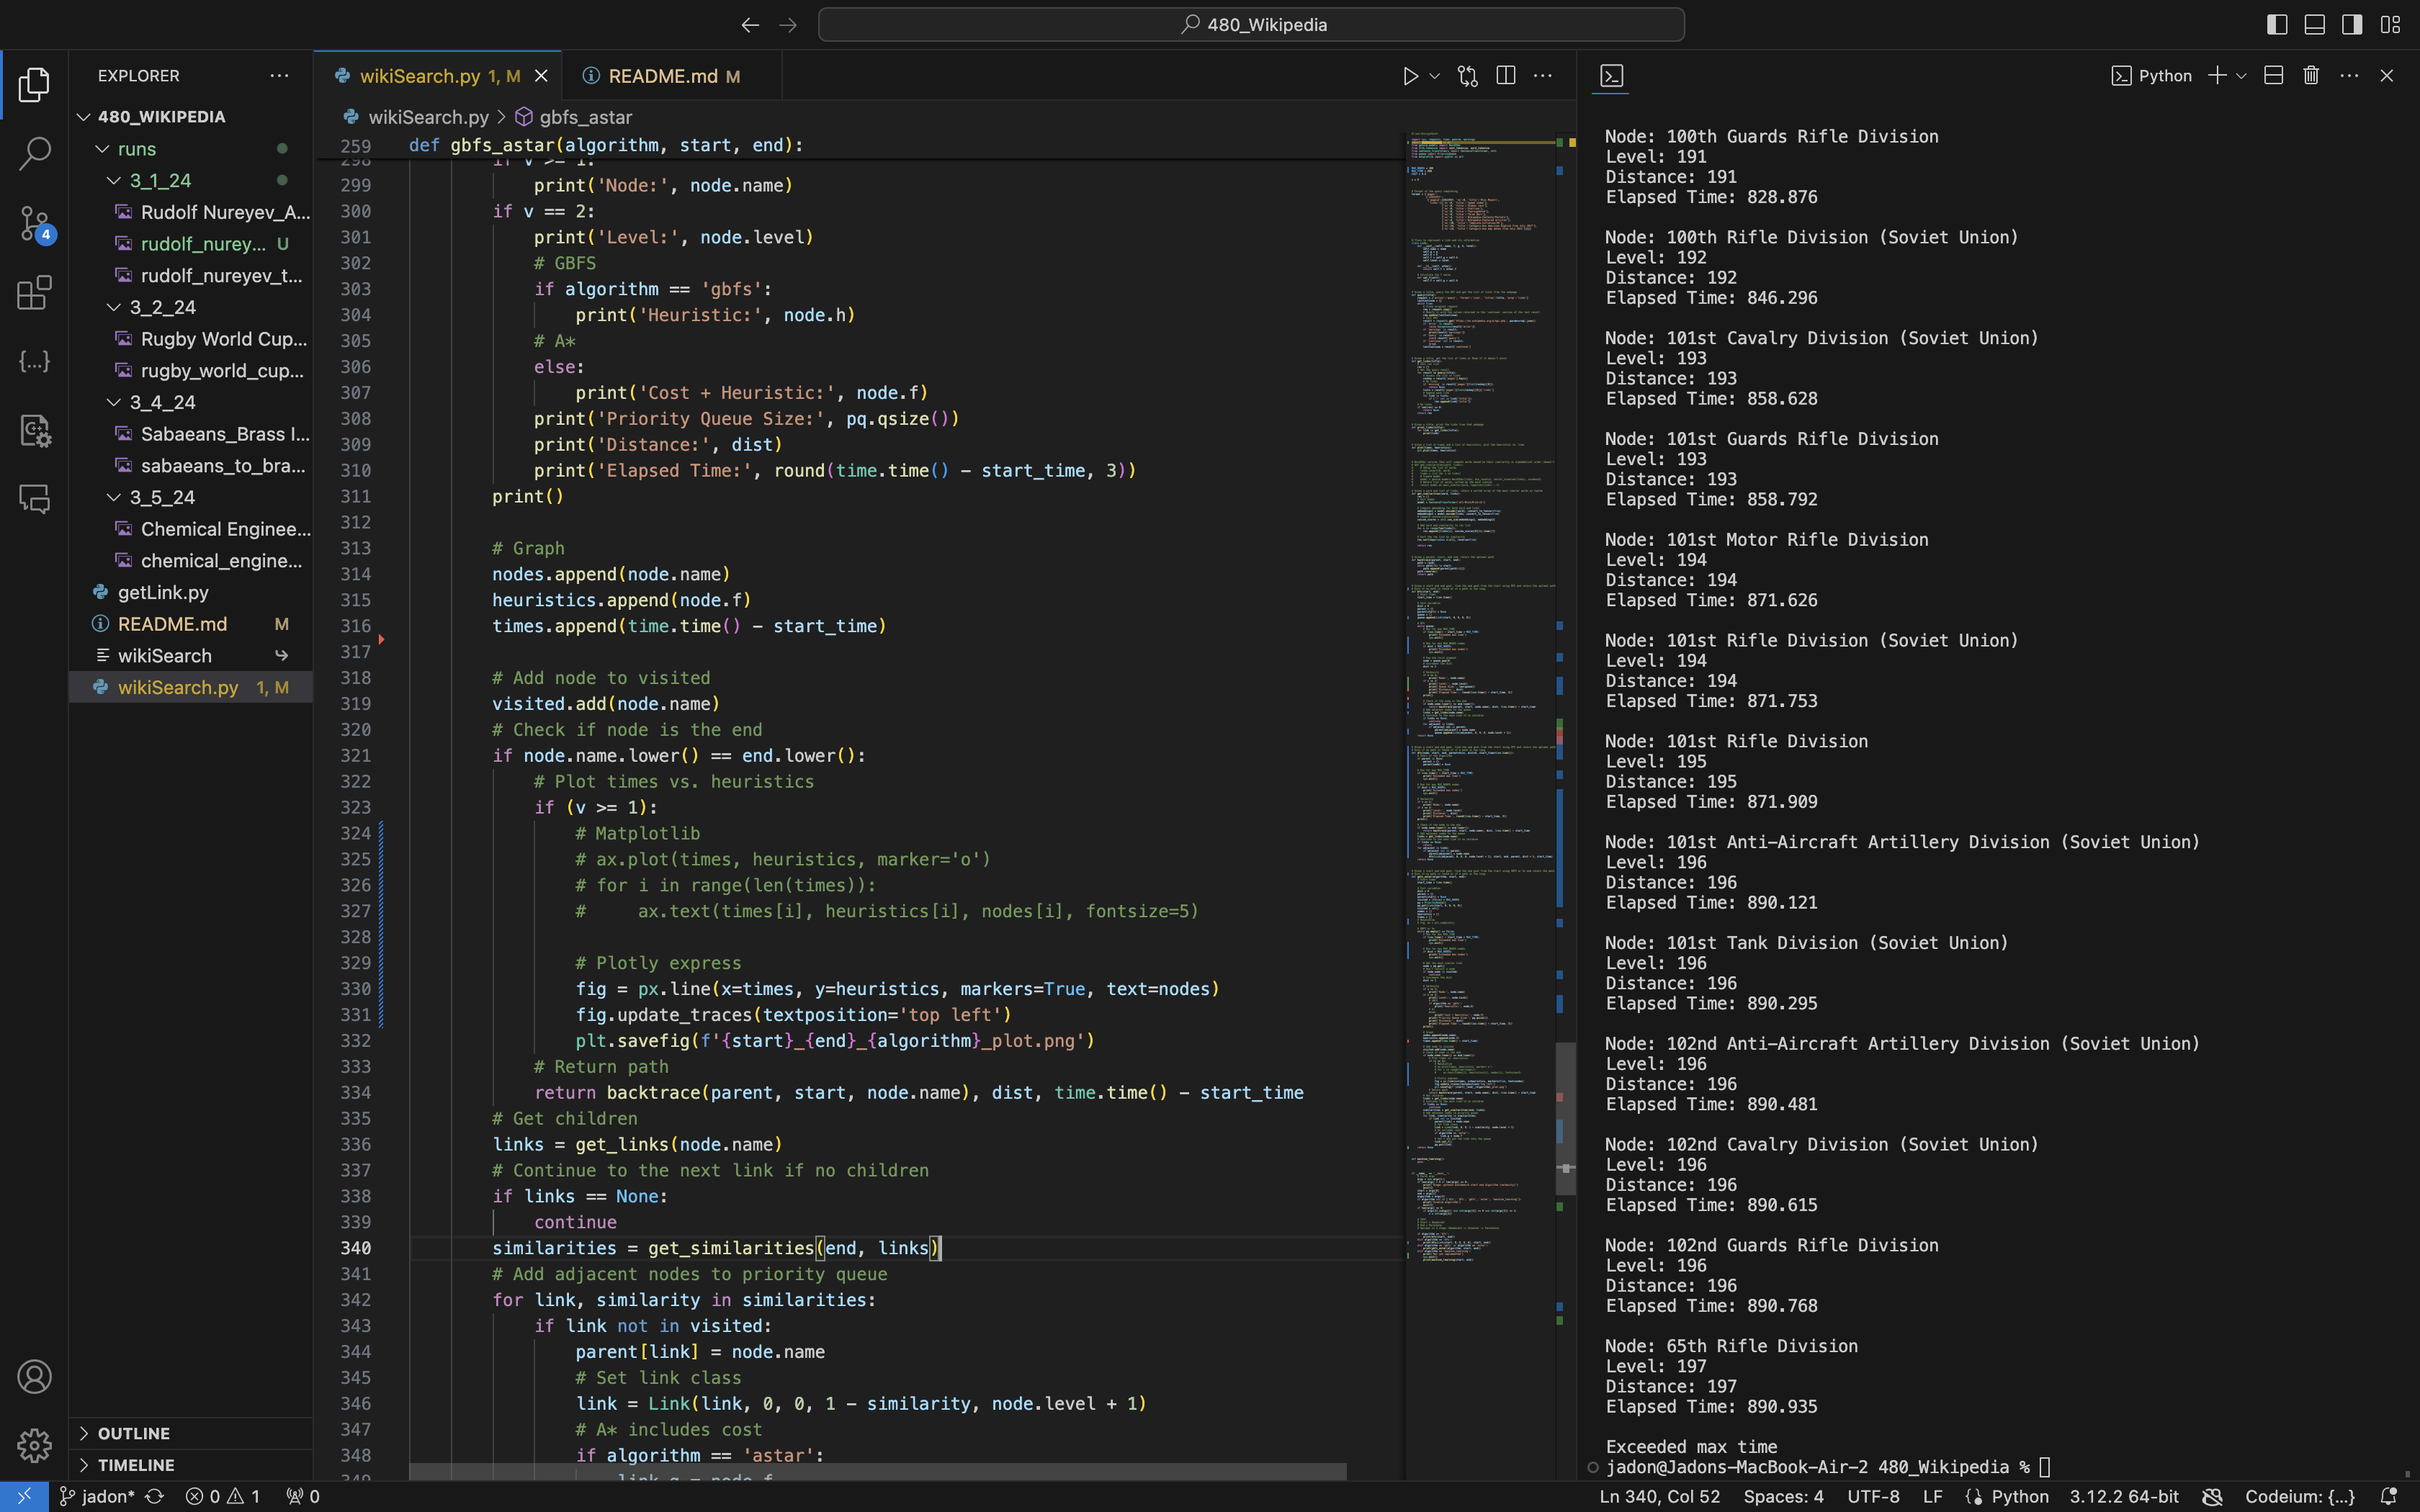 480_Wikipedia
EXPLORER
480_WIKIPEDIA
runs
3_1_24
Rudolf Nureyev_A...
rudolf_nurey... U
rudolf_nureyev_t...
3_2_24
Rugby World Cup...
rugby_world_cup...
3_4_24
Sabaeans_Brass I...
sabaeans_to_bra...
3_5_24
Chemical Enginee...
chemical_engine...
getLink.py
README.md M
wikiSearch
wikiSearch.py 1, M
OUTLINE
TIMELINE
4
wikiSearch.py 1, M
README.md M
wikiSearch.py > gbfs_astar
259 def gbfs_astar(algorithm, start, end):
298 if v >= 1:
299 print('Node:', node.name)
300 if v == 2:
301 print('Level:', node.level)
302 # GBFS
303 if algorithm == 'gbfs':
304 print('Heuristic:', node.h)
305 # A*
306 else:
307 print('Cost + Heuristic:', node.f)
308 print('Priority Queue Size:', pq.qsize())
309 print('Distance:', dist)
310 print('Elapsed Time:', round(time.time() - start_time, 3))
311 print()
312
313 # Graph
314 nodes.append(node.name)
315 heuristics.append(node.f)
316 times.append(time.time() - start_time)
317
318 # Add node to visited
319 visited.add(node.name)
320 # Check if node is the end
321 if node.name.lower() == end.lower():
322 # Plot times vs. heuristics
323 if (v >= 1):
324 # Matplotlib
325 # ax.plot(times, heuristics, marker='o')
326 # for i in range(len(times)):
327 #     ax.text(times[i], heuristics[i], nodes[i], fontsize=5)
328
329 # Plotly express
330 fig = px.line(x=times, y=heuristics, markers=True, text=nodes)
331 fig.update_traces(textposition='top left')
332 plt.savefig(f'{start}_{end}_{algorithm}_plot.png')
333 # Return path
334 return backtrace(parent, start, node.name), dist, time.time() - start_time
335 # Get children
336 links = get_links(node.name)
337 # Continue to the next link if no children
338 if links == None:
339 continue
340 similarities = get_similarities(end, links)
341 # Add adjacent nodes to priority queue
342 for link, similarity in similarities:
343 if link not in visited:
344 parent[link] = node.name
345 # Set link class
346 link = Link(link, 0, 0, 1 - similarity, node.level + 1)
347 # A* includes cost
348 if algorithm == 'astar':
349 link.g = node.f
Python
Node: 100th Guards Rifle Division
Level: 191
Distance: 191
Elapsed Time: 828.876
Node: 100th Rifle Division (Soviet Union)
Level: 192
Distance: 192
Elapsed Time: 846.296
Node: 101st Cavalry Division (Soviet Union)
Level: 193
Distance: 193
Elapsed Time: 858.628
Node: 101st Guards Rifle Division
Level: 193
Distance: 193
Elapsed Time: 858.792
Node: 101st Motor Rifle Division
Level: 194
Distance: 194
Elapsed Time: 871.626
Node: 101st Rifle Division (Soviet Union)
Level: 194
Distance: 194
Elapsed Time: 871.753
Node: 101st Rifle Division
Level: 195
Distance: 195
Elapsed Time: 871.909
Node: 101st Anti-Aircraft Artillery Division (Soviet Union)
Level: 196
Distance: 196
Elapsed Time: 890.121
Node: 101st Tank Division (Soviet Union)
Level: 196
Distance: 196
Elapsed Time: 890.295
Node: 102nd Anti-Aircraft Artillery Division (Soviet Union)
Level: 196
Distance: 196
Elapsed Time: 890.481
Node: 102nd Cavalry Division (Soviet Union)
Level: 196
Distance: 196
Elapsed Time: 890.615
Node: 102nd Guards Rifle Division
Level: 196
Distance: 196
Elapsed Time: 890.768
Node: 65th Rifle Division
Level: 197
Distance: 197
Elapsed Time: 890.935
Exceeded max time
jadon@Jadons-MacBook-Air-2 480_Wikipedia %
jadon* 0 1 0
Ln 340, Col 52 Spaces: 4 UTF-8 LF Python 3.12.2 64-bit Codeium: {...}